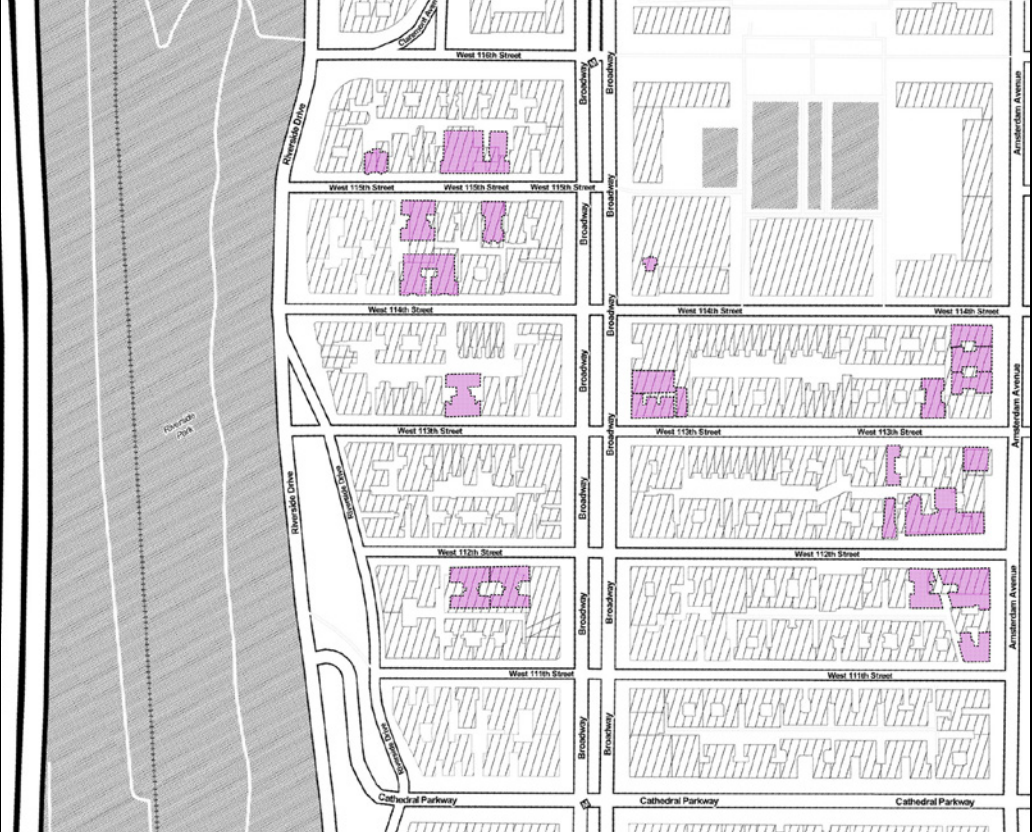 Claremont Avenue
West 116th Street
Broadway
Broadway
Amsterdam Avenue
Riverside Drive
West 115th Street
West 115th Street
West 115th Street
Broadway
Broadway
West 114th Street
Broadway
West 114th Street
West 114th Street
Broadway
Amsterdam Avenue
Riverside
Park
West 113th Street
Broadway
West 113th Street
West 113th Street
Riverside Drive
Riverside Drive
Broadway
West 112th Street
West 112th Street
Broadway
Broadway
Amsterdam Avenue
West 111th Street
West 111th Street
Riverside Drive
Broadway
Broadway
Cathedral Parkway
Cathedral Parkway
Cathedral Parkway